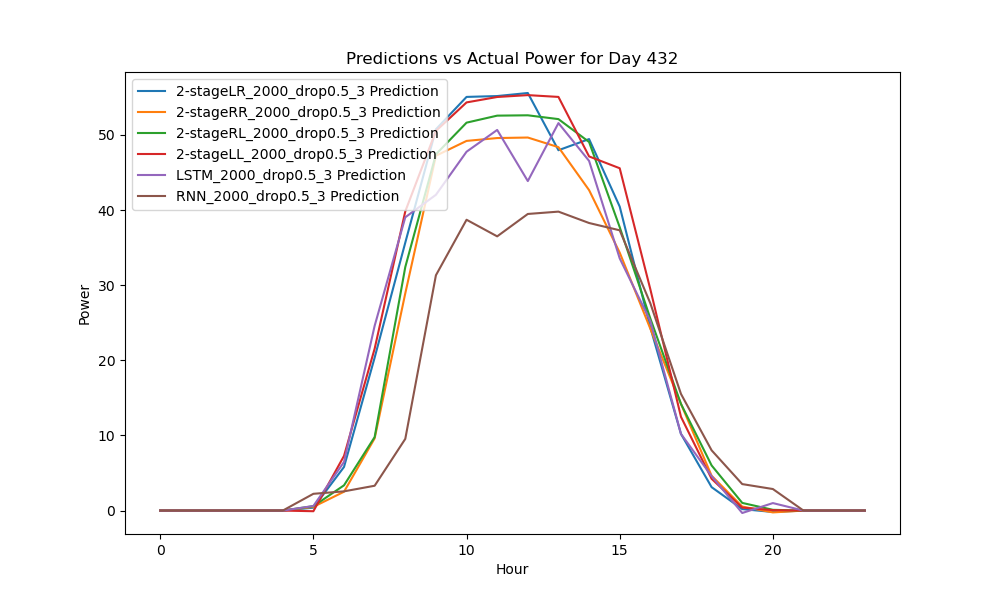 Predictions vs Actual Power for Day 432
2-stageLR_2000_drop0.5_3 Prediction
2-stageRR_2000_drop0.5_3 Prediction
2-stageRL_2000_drop0.5_3 Prediction
2-stageLL_2000_drop0.5_3 Prediction
LSTM_2000_drop0.5_3 Prediction
RNN_2000_drop0.5_3 Prediction
Power
50
40
30
20
10
0
0 5 10 15 20
Hour